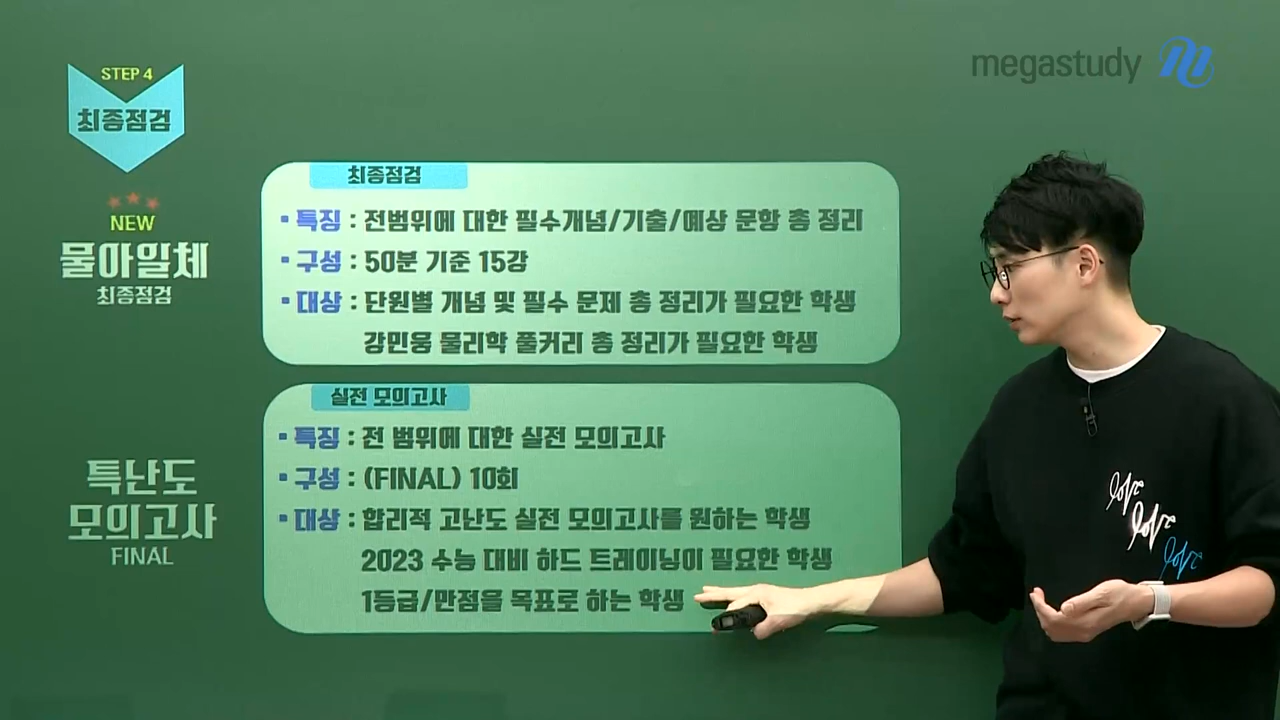 megastudy
STEP 4
최종점검
NEW
물아일체
최종점검
최종점검
▪ 특징 : 전범위에 대한 필수개념/기술/예상 문항 총 정리
▪ 구성 : 50분 기준 15강
▪ 대상 : 단원별 개념 및 필수 문제 총 정리가 필요한 학생
강민웅 물리학 풀커리 총 정리가 필요한 학생
특난도
모의고사
FINAL
실전 모의고사
▪ 특징 : 전 범위에 대한 실전 모의고사
▪ 구성 : (FINAL) 10회
▪ 대상 : 합리적 고난도 실전 모의고사를 원하는 학생
2023 수능 대비 하드 트레이닝이 필요한 학생
1등급/만점을 목표로 하는 학생
love
love
love